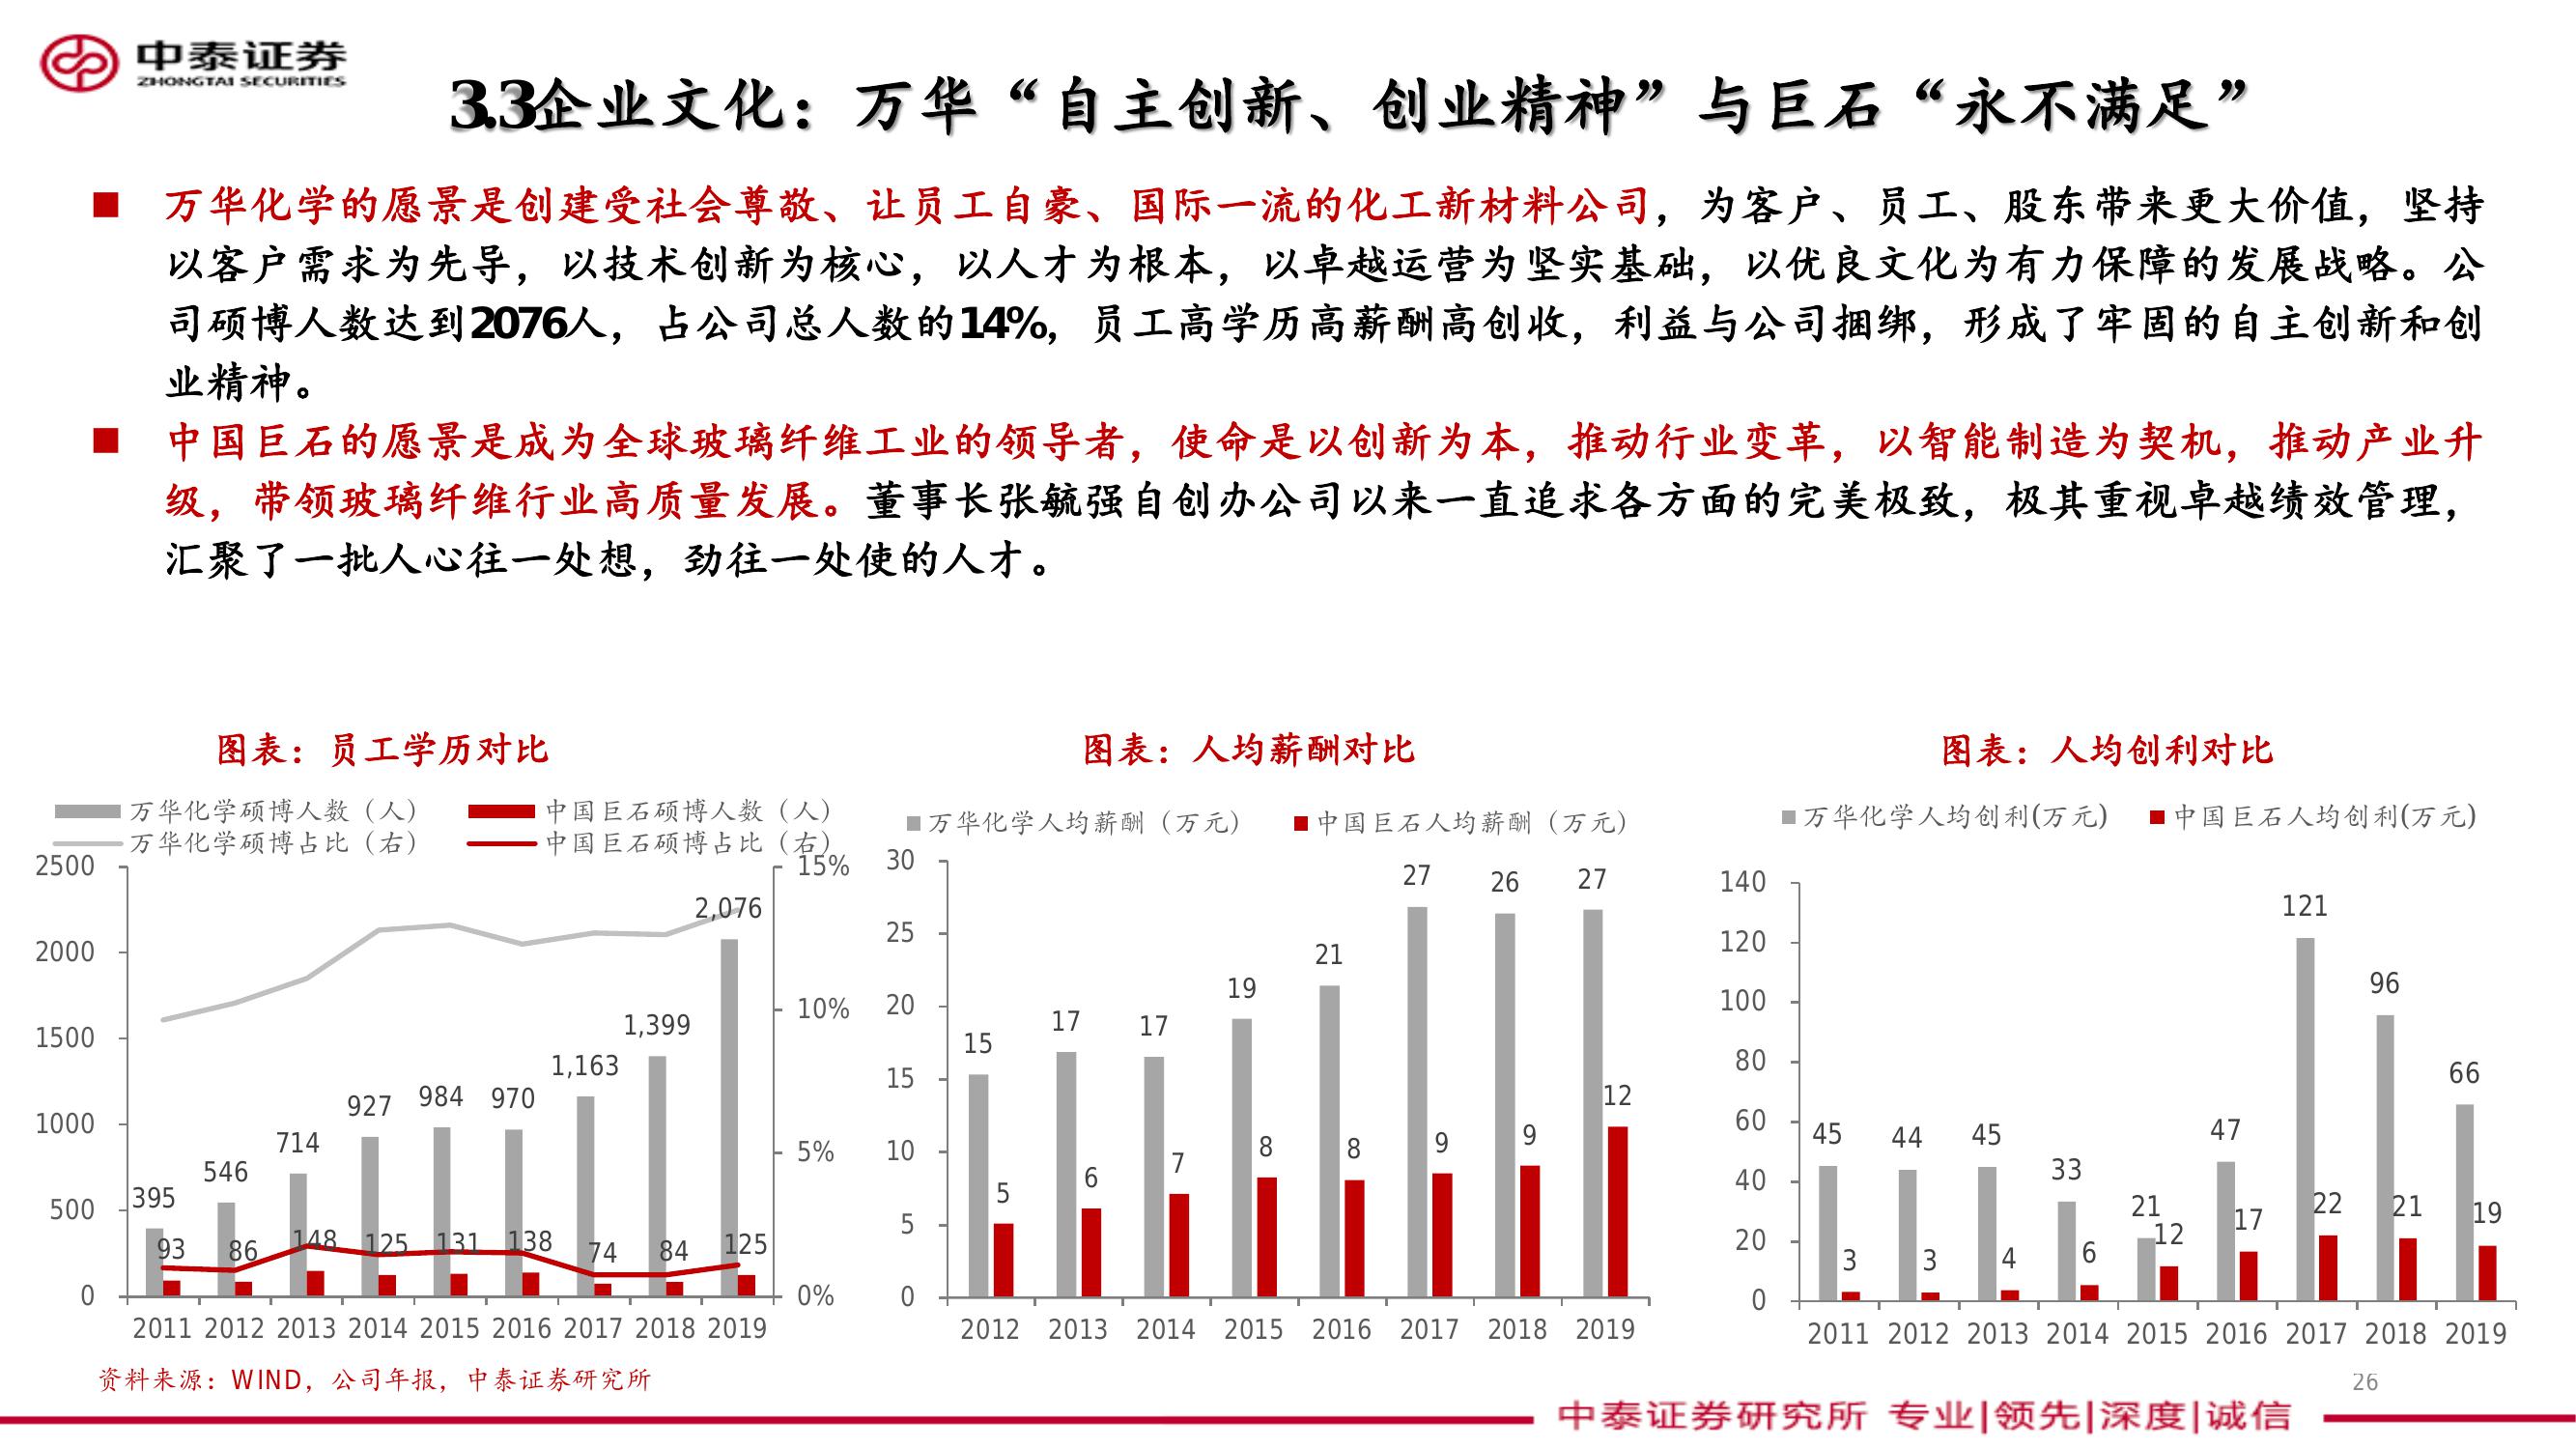 中泰证券
ZHONGTAI SECURITIES
3.3企业文化：万华“自主创新、创业精神”与巨石“永不满足”
■ 万华化学的愿景是创建受社会尊敬、让员工自豪、国际一流的化工新材料公司，为客户、员工、股东带来更大价值，坚持
以客户需求为先导，以技术创新为核心，以人才为根本，以卓越运营为坚实基础，以优良文化为有力保障的发展战略。公
司硕博人数达到2076人，占公司总人数的14%，员工高学历高薪酬高创收，利益与公司捆绑，形成了牢固的自主创新和创
业精神。
■ 中国巨石的愿景是成为全球玻璃纤维工业的领导者，使命是以创新为本，推动行业变革，以智能制造为契机，推动产业升
级，带领玻璃纤维行业高质量发展。董事长张毓强自创办公司以来一直追求各方面的完美极致，极其重视卓越绩效管理，
汇聚了一批人心往一处想，劲往一处使的人才。
图表：员工学历对比
万华化学硕博人数（人） 中国巨石硕博人数（人）
万华化学硕博占比（右） 中国巨石硕博占比（右）
2500 15%
2,076
2000
1,399
10%
1500
1,163
927 984 970
1000
714
5%
546
395
500
93 86 148 125 131 138 74 84 125
0 0%
2011 2012 2013 2014 2015 2016 2017 2018 2019
图表：人均薪酬对比
万华化学人均薪酬（万元） 中国巨石人均薪酬（万元）
30
27 26 27
25
21
20
19
15 17 17
15
12
10
5 6 7 8 8 9 9
5
0
2012 2013 2014 2015 2016 2017 2018 2019
图表：人均创利对比
万华化学人均创利(万元) 中国巨石人均创利(万元)
140
121
120
100
96
80
66
60
45 44 45 33 21 47
40
22 21 19
20
3 3 4 6 12 17
0
2011 2012 2013 2014 2015 2016 2017 2018 2019
资料来源：WIND，公司年报，中泰证券研究所
26
中泰证券研究所 专业|领先|深度|诚信